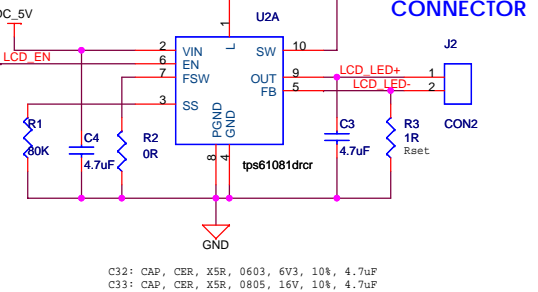 CONNECTOR
DC_5V
U2A
J2
1
L
2
VIN
SW
10
LCD_EN
6
EN
7
FSW
OUT
9
LCD_LED+
1
FB
5
LCD_LED-
2
3
SS
PGND
GND
R1
80K
C4
4.7uF
R2
0R
C3
4.7uF
R3
1R
Rset
CON2
8
4
tps61081drcr
GND
C32: CAP, CER, X5R, 0603, 6V3, 10%, 4.7uF
C33: CAP, CER, X5R, 0805, 16V, 10%, 4.7uF